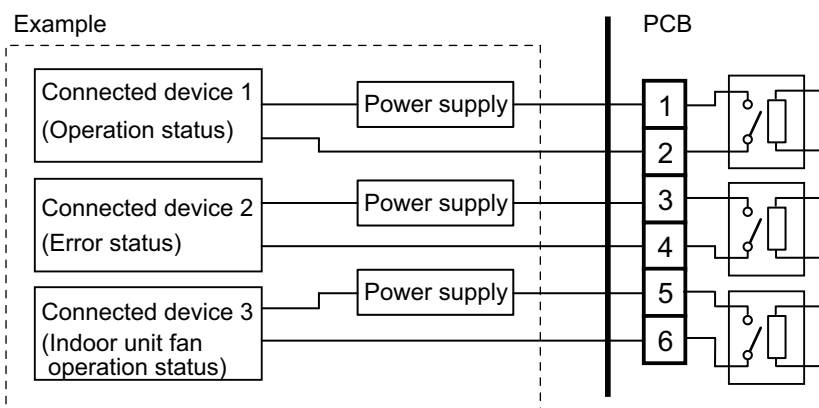 Example
PCB
Connected device 1
(Operation status)
Power supply
1
2
Connected device 2
(Error status)
Power supply
3
4
Connected device 3
(Indoor unit fan
operation status)
Power supply
5
6